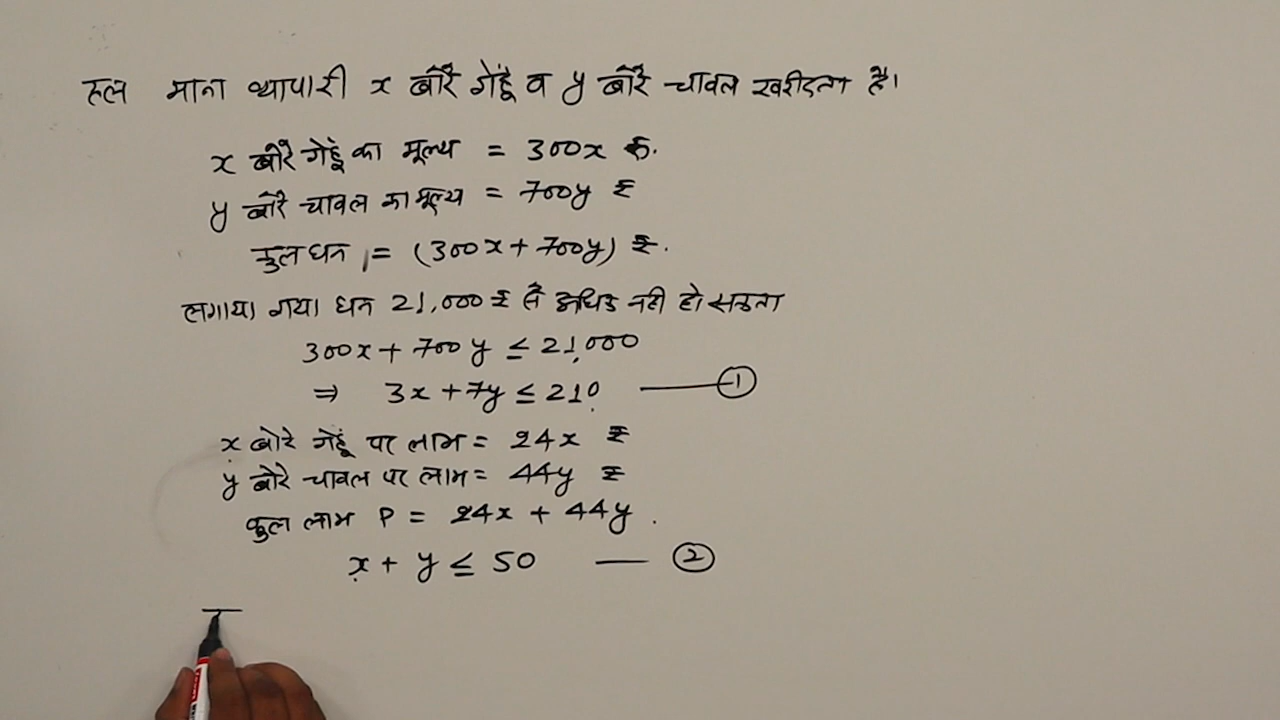 हल माना व्यापारी x बोरे गेहूं व y बोरे चावल खरीदता है।
x बोरे गेहूं का मूल्य = 300x रु.
y बोरे चावल का मूल्य = 700y रु
कुल धन = (300x + 700y) रु.
लगाया गया धन 21,000 रु से अधिक नही हो सकता
300x + 700y ≤ 21,000
⇒ 3x + 7y ≤ 210 —— ①
x बोरे गेहूं पर लाभ = 24x रु
y बोरे चावल पर लाभ = 44y रु
कुल लाभ P = 24x + 44y.
x + y ≤ 50 — ②